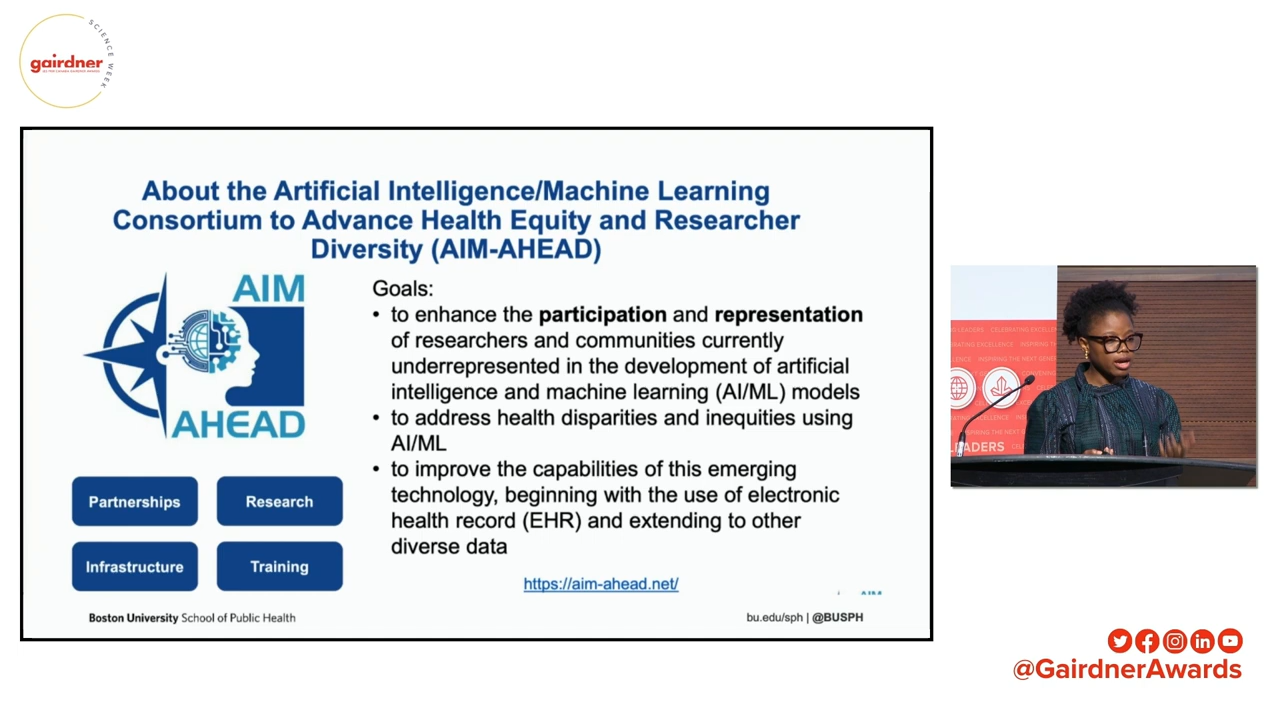 gairdner
SCIENCE WEEK
About the Artificial Intelligence/Machine Learning
Consortium to Advance Health Equity and Researcher
Diversity (AIM-AHEAD)
AIM
AHEAD
Partnerships
Research
Infrastructure
Training
Goals:
• to enhance the participation and representation
of researchers and communities currently
underrepresented in the development of artificial
intelligence and machine learning (AI/ML) models
• to address health disparities and inequities using
AI/ML
• to improve the capabilities of this emerging
technology, beginning with the use of electronic
health record (EHR) and extending to other
diverse data
https://aim-ahead.net/
Boston University School of Public Health
bu.edu/sph | @BUSPH
CELEBRATING
INSPIRING THE NEXT
@GairdnerAwards